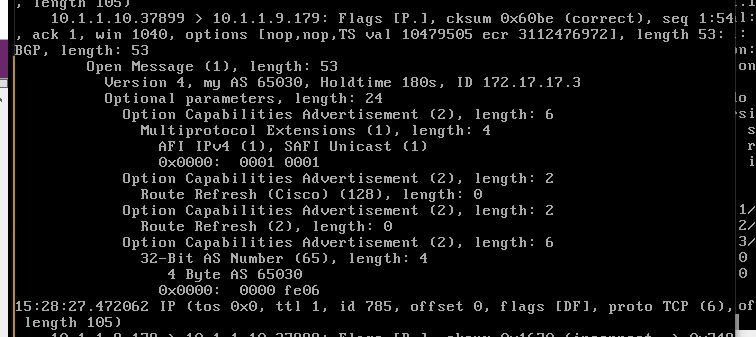 , length 105)
10.1.1.10.37899 > 10.1.1.9.179: Flags [P.], cksum 0x60be (correct), seq 1:54
, ack 1, win 1040, options [nop,nop,TS val 10479505 ecr 3112476972], length 53:
BGP, length: 53
Open Message (1), length: 53
Version 4, my AS 65030, Holdtime 180s, ID 172.17.17.3
Optional parameters, length: 24
Option Capabilities Advertisement (2), length: 6
Multiprotocol Extensions (1), length: 4
AFI IPv4 (1), SAFI Unicast (1)
0x0000: 0001 0001
Option Capabilities Advertisement (2), length: 2
Route Refresh (Cisco) (128), length: 0
Option Capabilities Advertisement (2), length: 2
Route Refresh (2), length: 0
Option Capabilities Advertisement (2), length: 6
32-Bit AS Number (65), length: 4
4 Byte AS 65030
0x0000: 0000 fe06
15:28:27.472062 IP (tos 0x0, ttl 1, id 785, offset 0, flags [DF], proto TCP (6),
length 105)